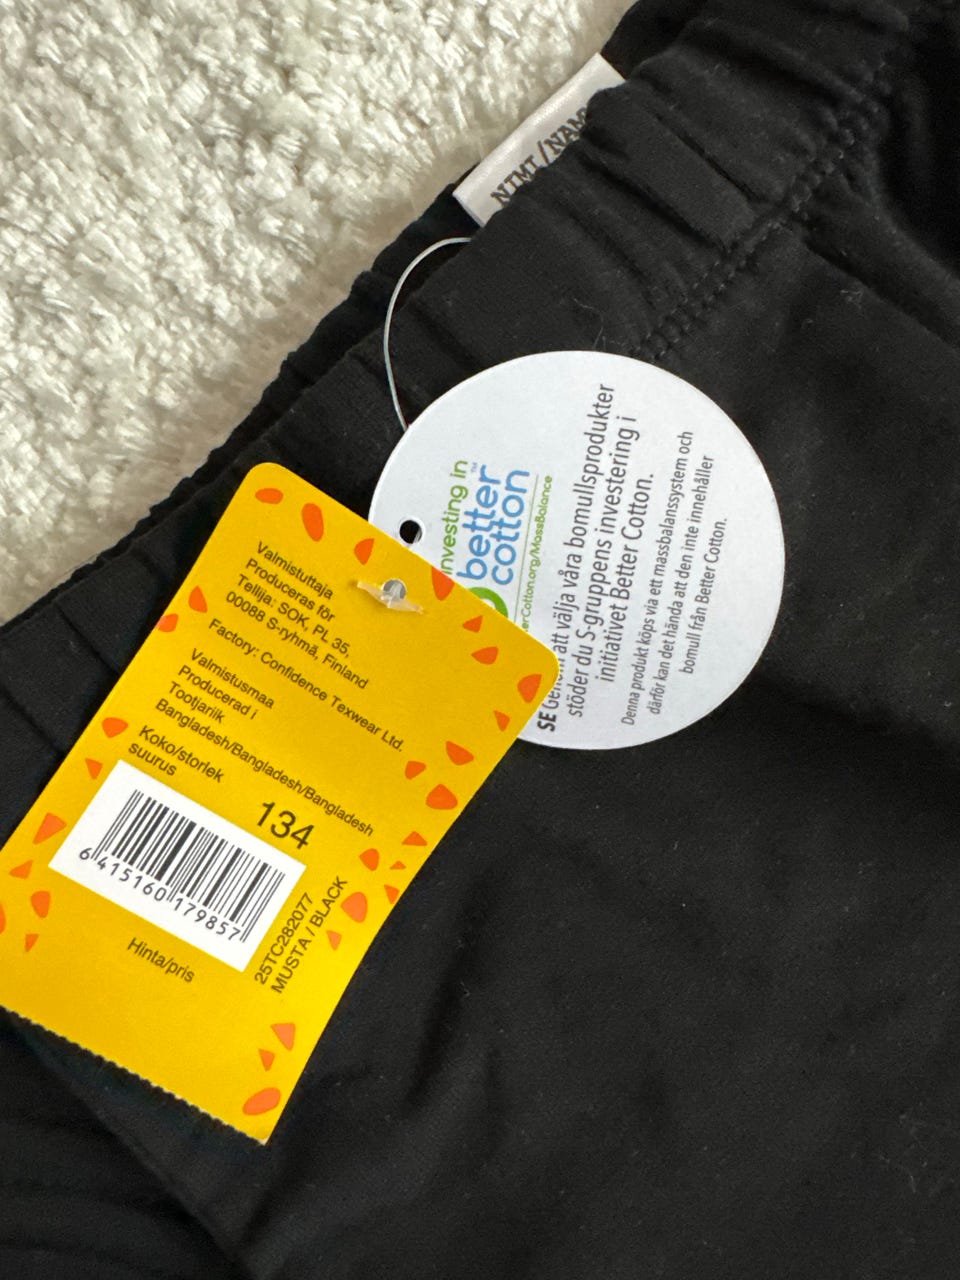 NIMI/NAM
investing in
better™
cotton
erCotton.org/MassBalance
SE Genom att välja våra bomullsprodukter
stöder du S-gruppens investering i
initiativet Better Cotton.
Denna produkt köps via ett massbalanssystem och
därför kan det hända att den inte innehåller
bomull från Better Cotton.
Valmistuttaja
Produceras för
Tellija: SOK, PL 35,
00088 S-ryhmä, Finland
Factory: Confidence Texwear Ltd.
Valmistusmaa
Producerad i
Tootjariik
Bangladesh/Bangladesh/Bangladesh
Koko/storlek
suurus
134
6 415160 179857
25TC282077
MUSTA / BLACK
Hinta/pris